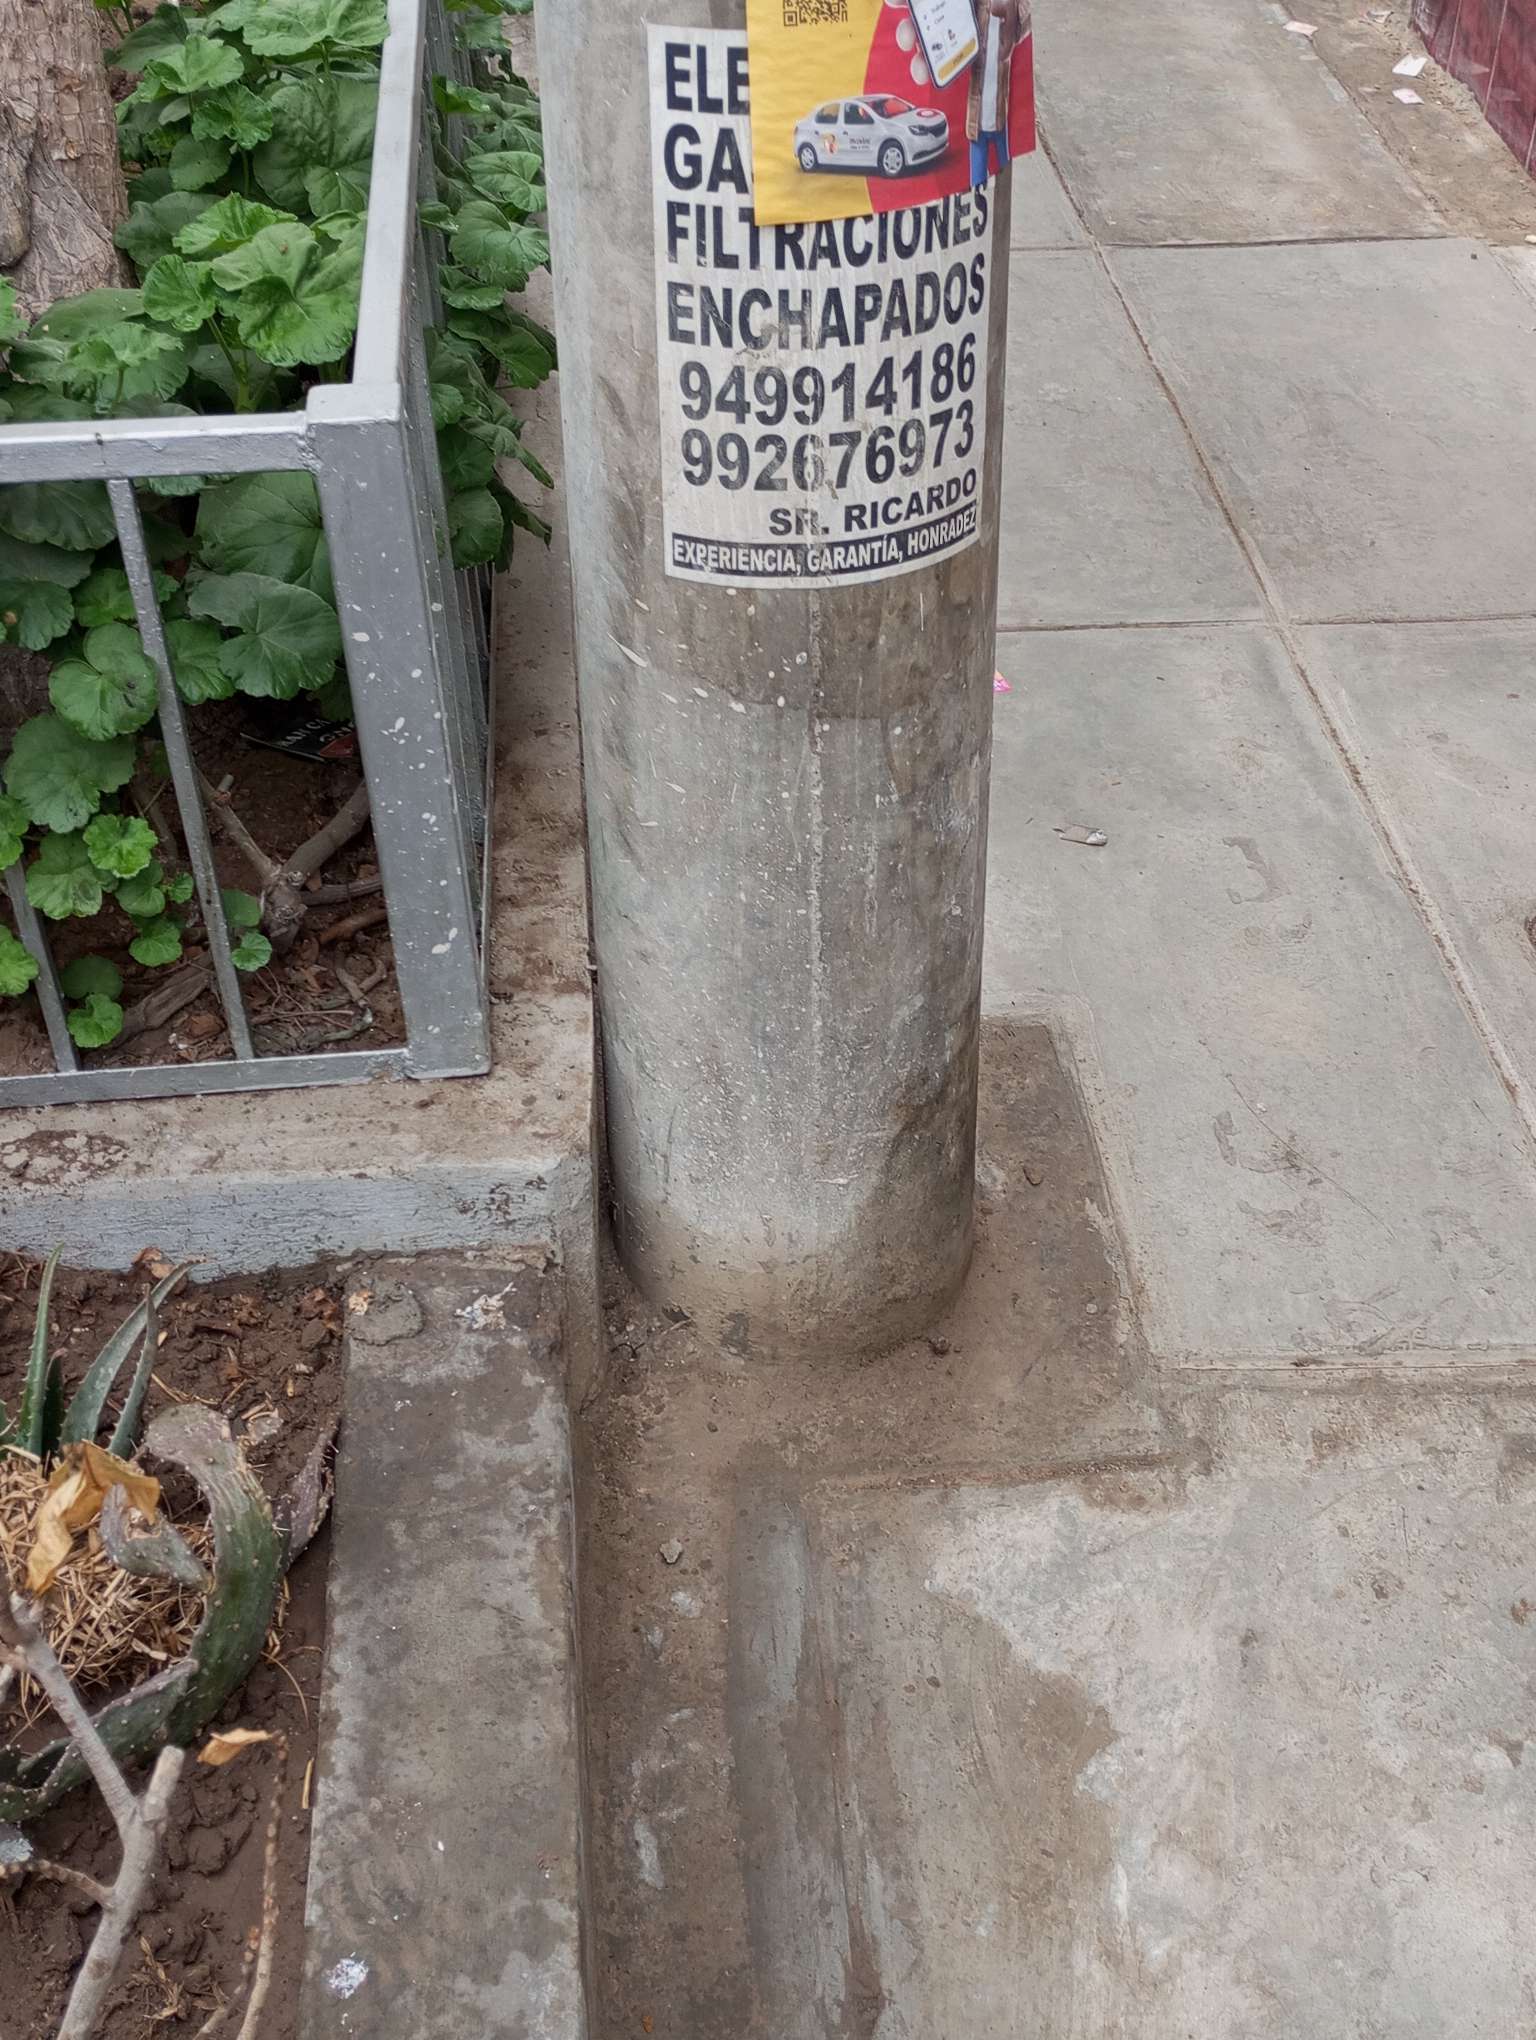 FILTRACIONES
ENCHAPADOS
949914186
992676973
SR. RICARDO
EXPERIENCIA, GARANTÍA, HONRADEZ